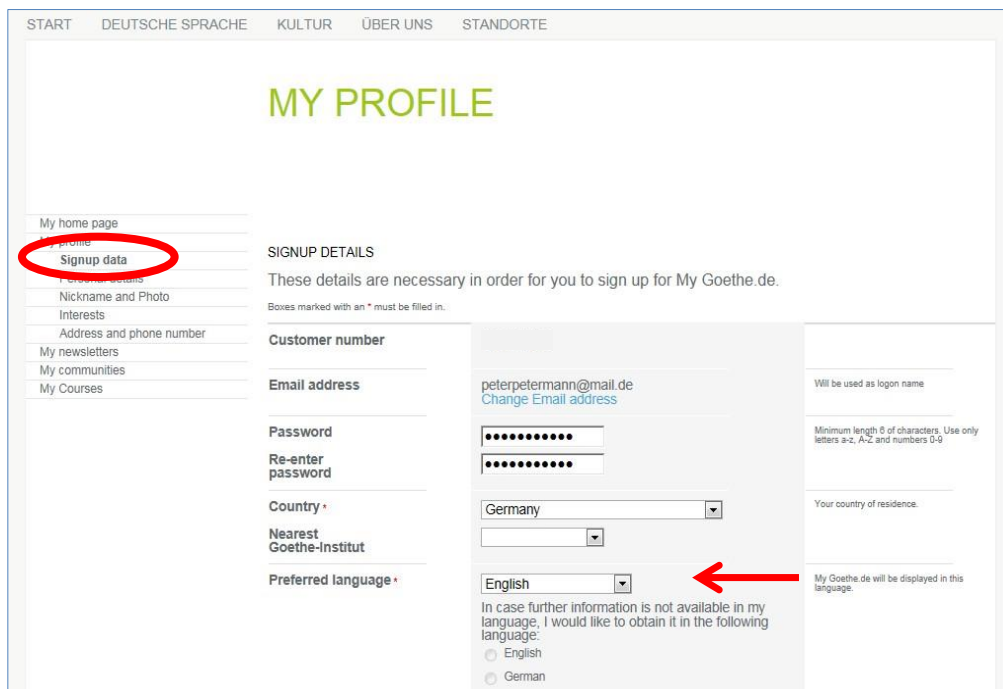 START DEUTSCHE SPRACHE KULTUR ÜBER UNS STANDORTE
MY PROFILE
My home page
My profile
Signup data
Personal details
Nickname and Photo
Interests
Address and phone number
My newsletters
My communities
My Courses
SIGNUP DETAILS
These details are necessary in order for you to sign up for My Goethe.de.
Boxes marked with an * must be filled in.
Customer number
Email address
peterpetermann@mail.de
Change Email address
Will be used as logon name
Password
●●●●●●●●●●●
Minimum length 6 of characters. Use only
letters a-z, A-Z and numbers 0-9
Re-enter
password
●●●●●●●●●●●
Country *
Germany
Your country of residence.
Nearest
Goethe-Institut
Preferred language *
English
My Goethe.de will be displayed in this
language.
In case further information is not available in my
language, I would like to obtain it in the following
language:
English
German